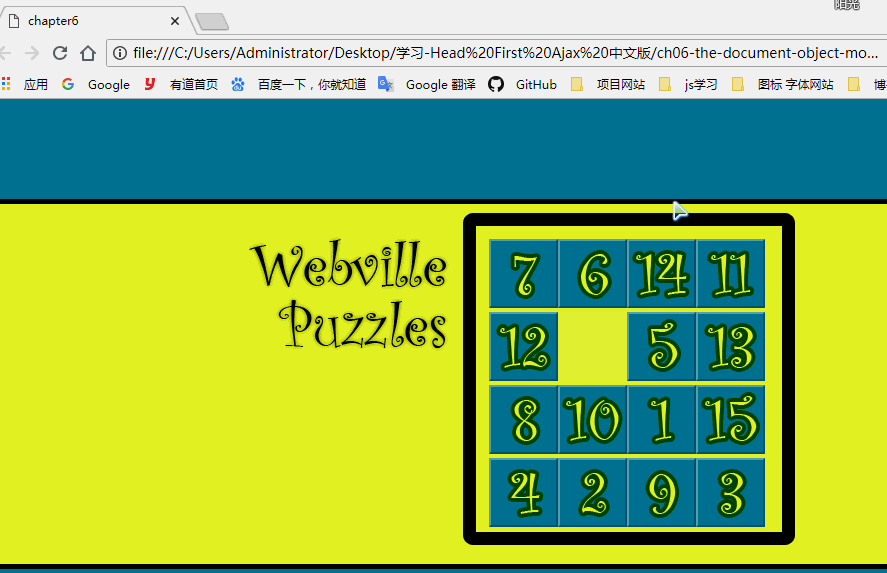 阳光
chapter6
file:///C:/Users/Administrator/Desktop/学习-Head%20First%20Ajax%20中文版/ch06-the-document-object-mo...
应用 Google 有道首页 百度一下,你就知道 Google 翻译 GitHub 项目网站 js学习 图标 字体网站 博
Webville
Puzzles
7 6 14 11
12 5 13
8 10 1 15
4 2 9 3